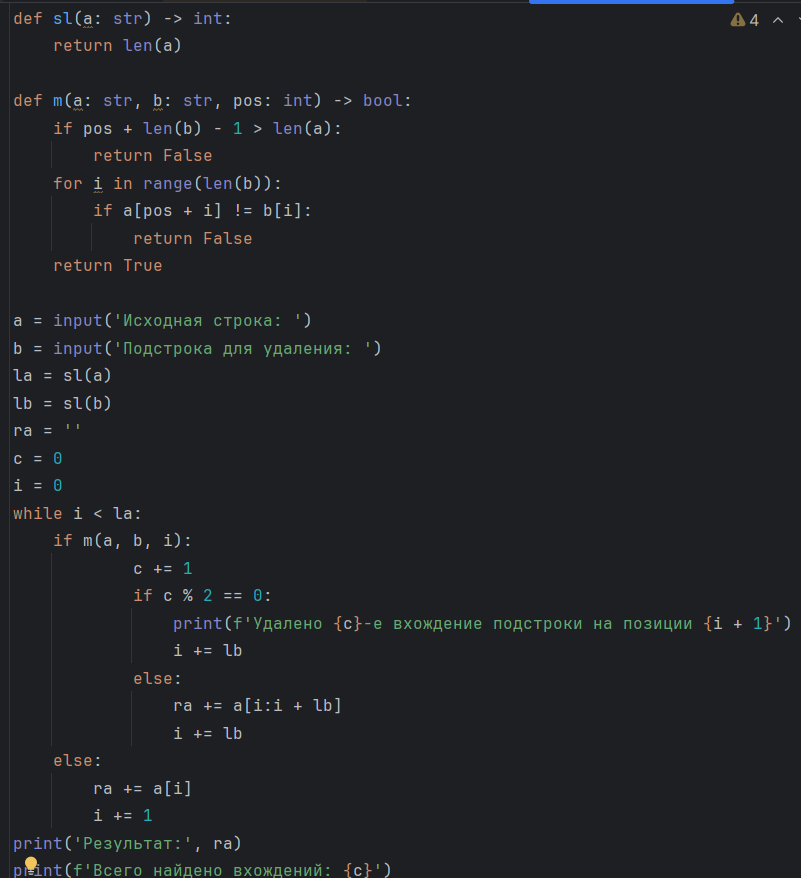 4
def sl(a: str) -> int:
    return len(a)

def m(a: str, b: str, pos: int) -> bool:
    if pos + len(b) - 1 > len(a):
        return False
    for i in range(len(b)):
        if a[pos + i] != b[i]:
            return False
    return True

a = input('Исходная строка: ')
b = input('Подстрока для удаления: ')
la = sl(a)
lb = sl(b)
ra = ''
c = 0
i = 0
while i < la:
    if m(a, b, i):
            c += 1
            if c % 2 == 0:
                print(f'Удалено {c}-е вхождение подстроки на позиции {i + 1}')
                i += lb
            else:
                ra += a[i:i + lb]
                i += lb
    else:
        ra += a[i]
        i += 1
print('Результат:', ra)
print(f'Всего найдено вхождений: {c}')